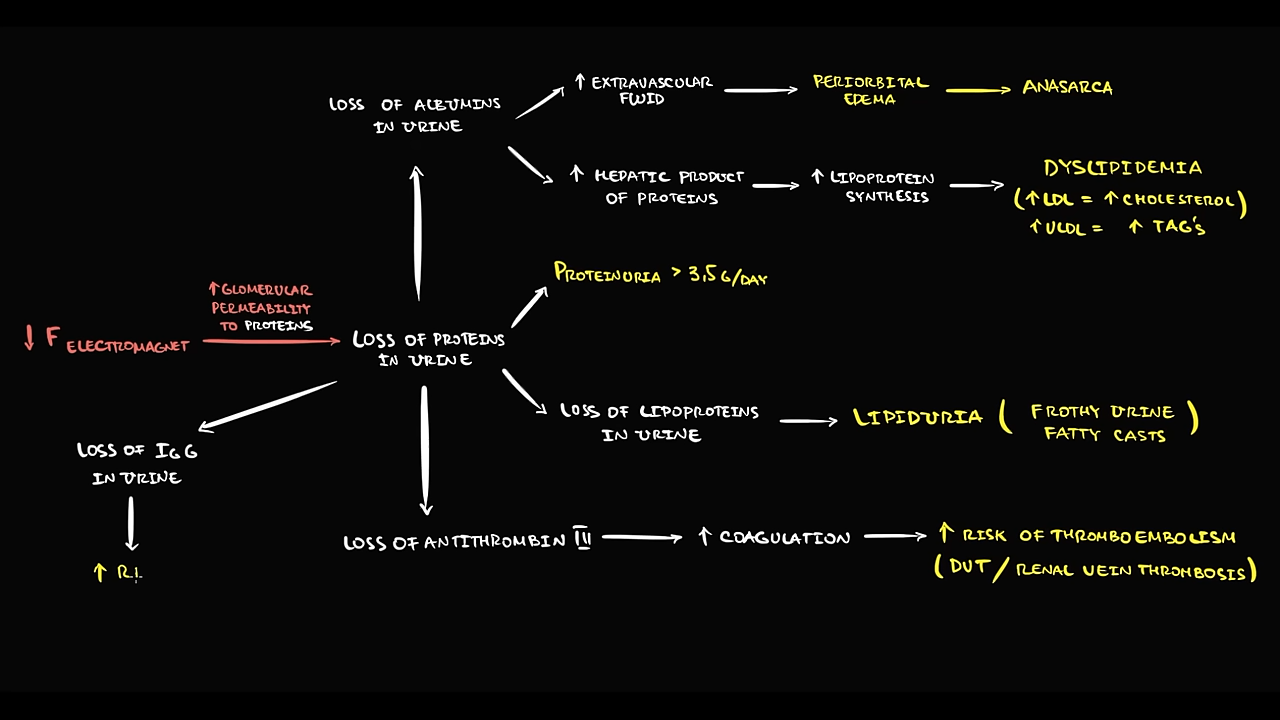 LOSS OF ALBUMINS
IN URINE
↑ EXTRAVASCULAR
FLUID
PERIORBITAL
EDEMA
ANASARCA
↑ HEPATIC PRODUCT
OF PROTEINS
↑ LIPOPROTEIN
SYNTHESIS
DYSLIPIDEMIA
(↑ LDL = ↑ CHOLESTEROL)
↑ VLDL = ↑ TAG'S
↓ F ELECTROMAGNET
↑ GLOMERULAR
PERMEABILITY
TO PROTEINS
LOSS OF PROTEINS
IN URINE
PROTEINURIA > 3,5 G/DAY
LOSS OF LIPOPROTEINS
IN URINE
LIPIDURIA ( FROTHY URINE
FATTY CASTS )
LOSS OF IGG
IN URINE
↑ RI
LOSS OF ANTITHROMBIN III
↑ COAGULATION
↑ RISK OF THROMBOEMBOLISM
(DVT / RENAL VEIN THROMBOSIS)